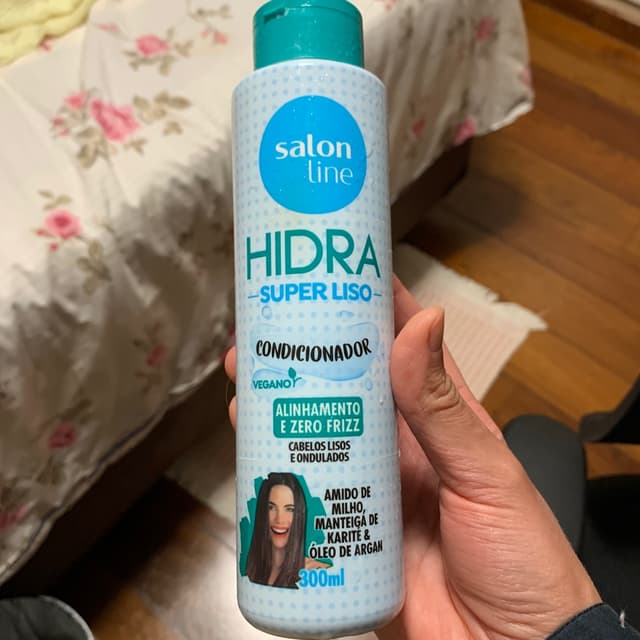 salon
line
HIDRA
SUPER LISO
CONDICIONADOR
VEGANO
ALINHAMENTO
E ZERO FRIZZ
CABELOS LISOS
E ONDULADOS
AMIDO DE
MILHO,
MANTEIGA DE
KARITÉ &
ÓLEO DE ARGAN
300ml